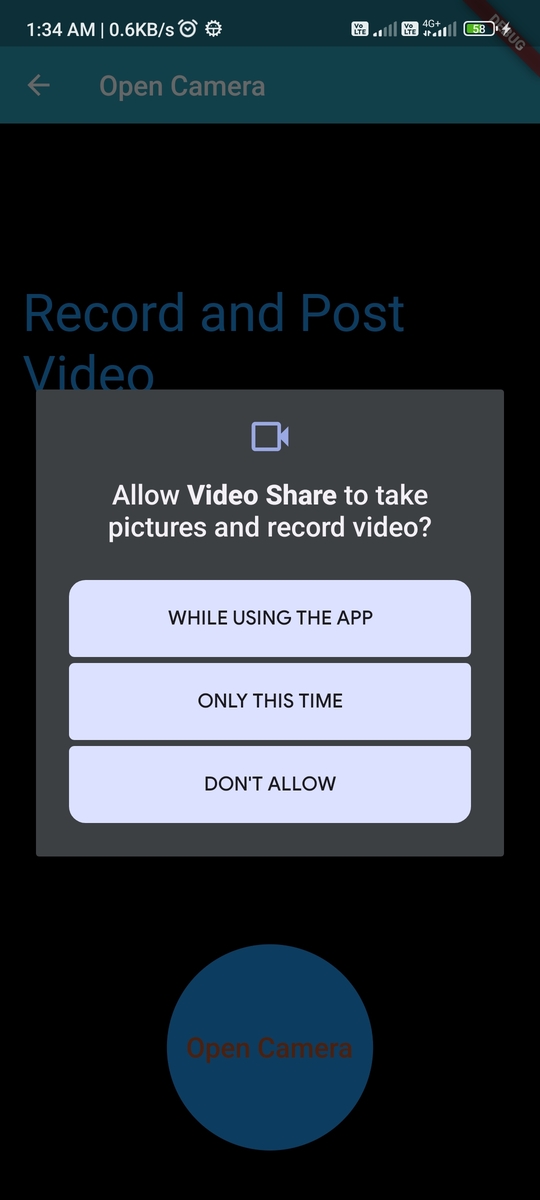 1:34 AM | 0.6KB/s
Vo LTE Vo LTE 4G+ 58
DEBUG
Open Camera
Record and Post
Video
Allow Video Share to take
pictures and record video?
WHILE USING THE APP
ONLY THIS TIME
DON'T ALLOW
Open Camera